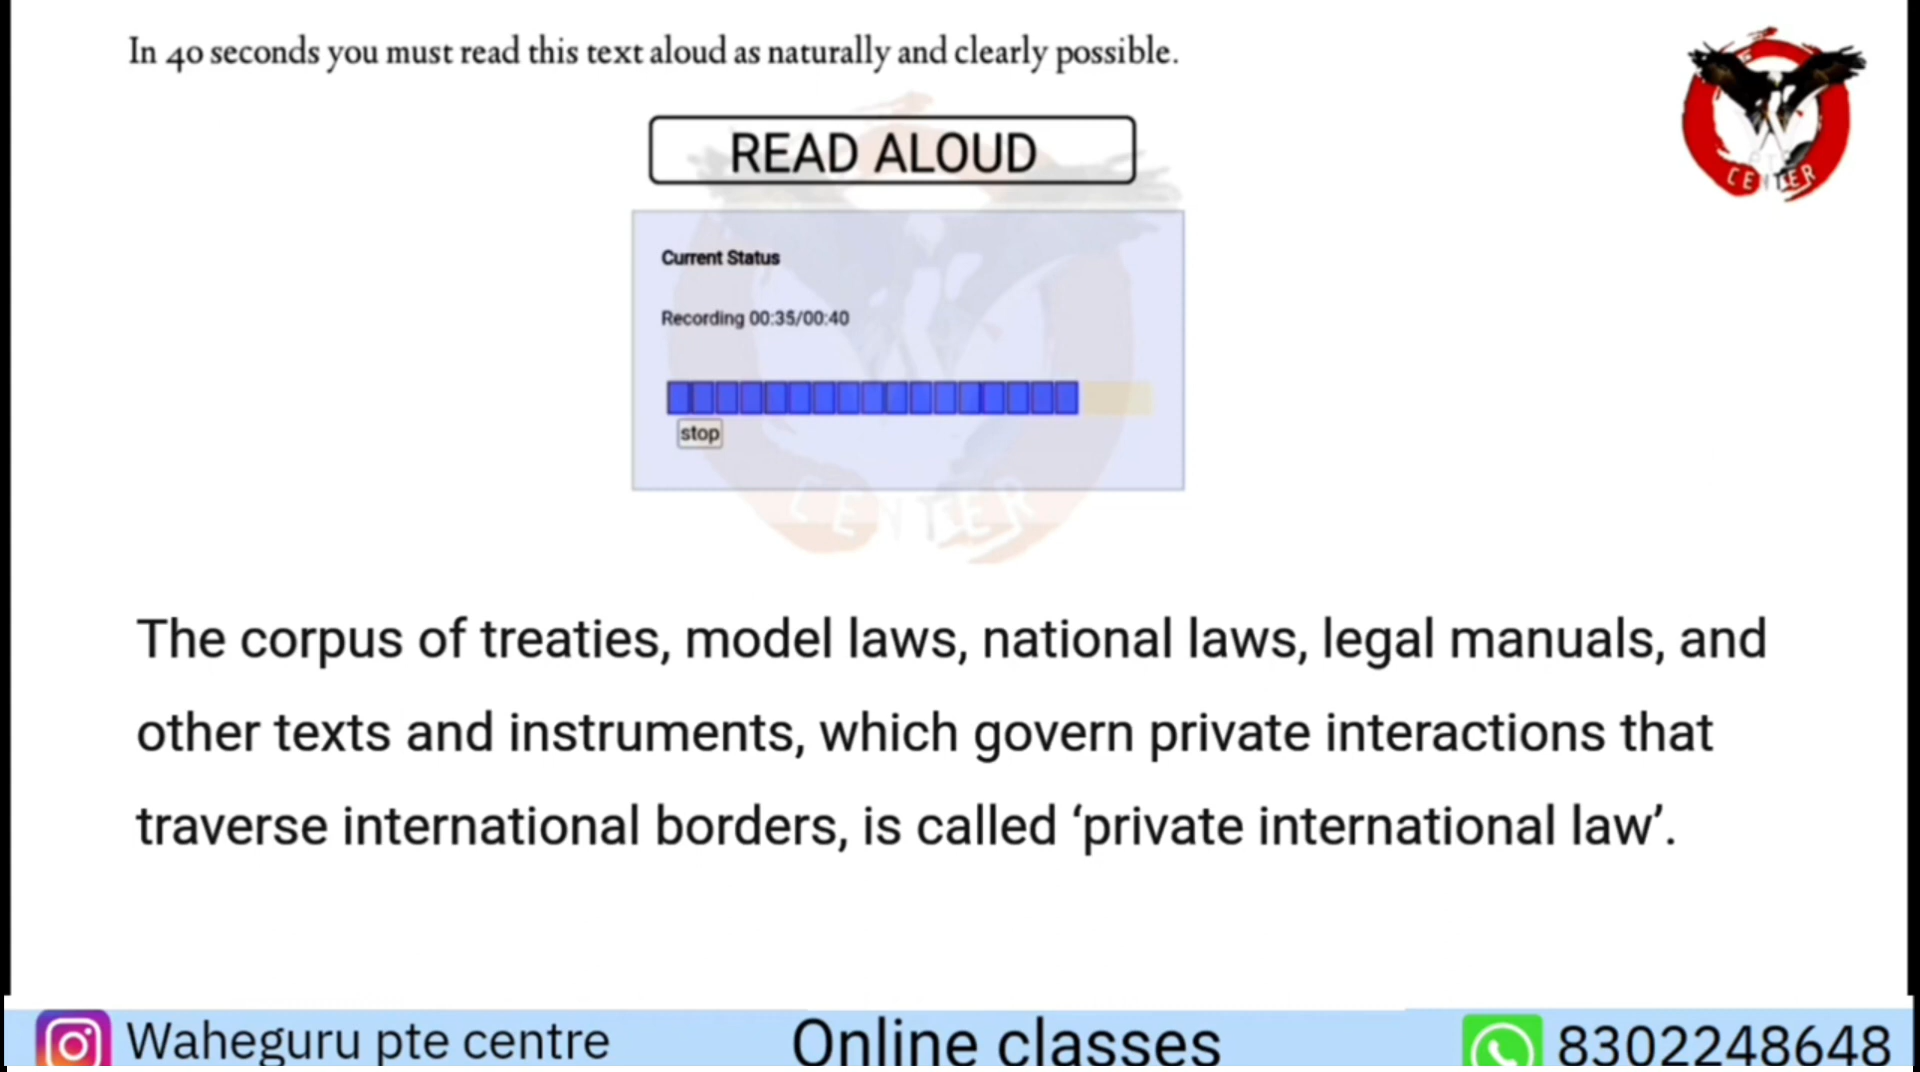 In 40 seconds you must read this text aloud as naturally and clearly possible.
READ ALOUD
CENTER
Current Status
Recording 00:35/00:40
stop
CENTER
The corpus of treaties, model laws, national laws, legal manuals, and
other texts and instruments, which govern private interactions that
traverse international borders, is called ‘private international law’.
Waheguru pte centre
Online classes
8302248648